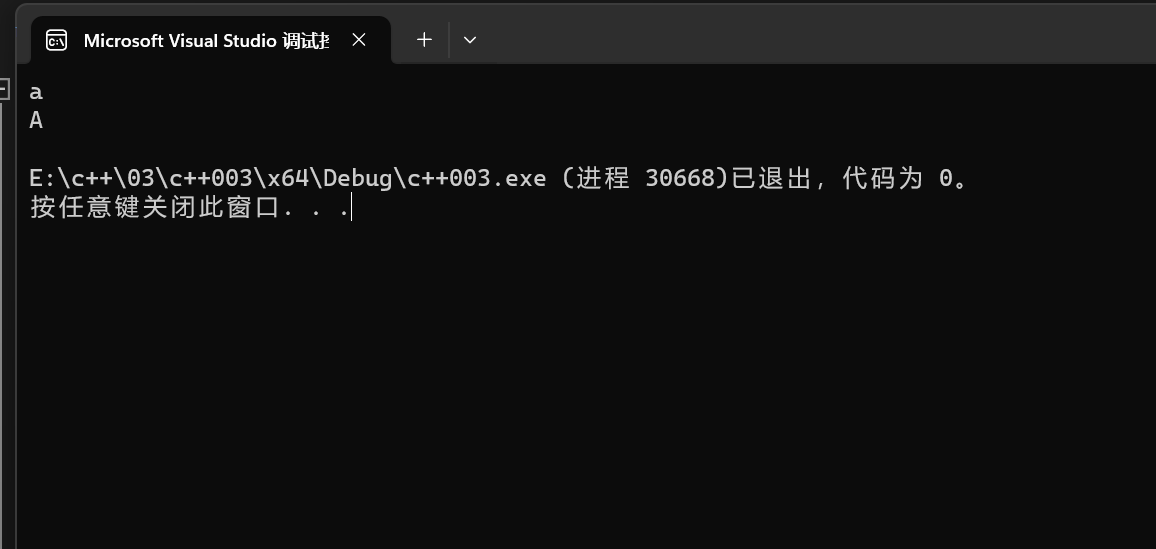 Microsoft Visual Studio 调试
a
A
E:\c++\03\c++003\x64\Debug\c++003.exe (进程 30668)已退出，代码为 0。
按任意键关闭此窗口. . .